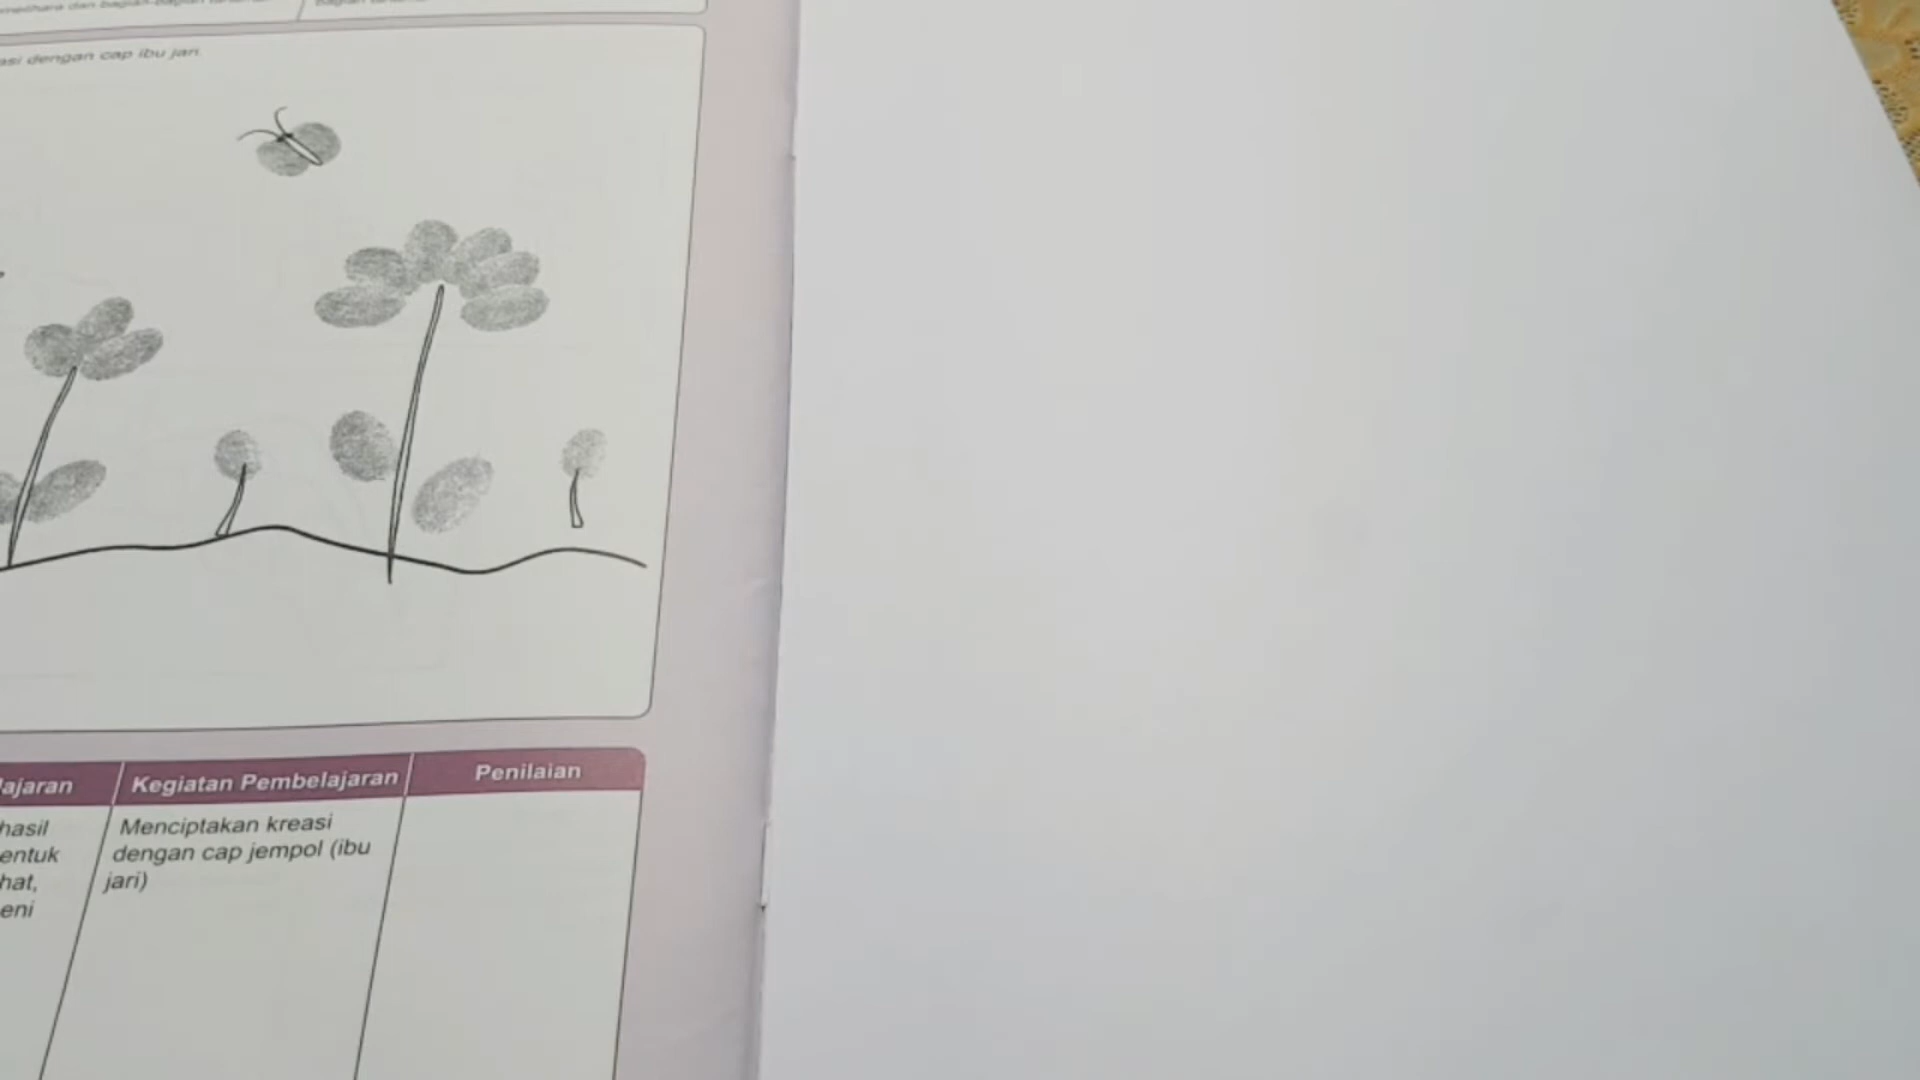 dengan cap ibu jari.
ajaran
Kegiatan Pembelajaran
Penilaian
hasil
entuk
hat,
eni
Menciptakan kreasi
dengan cap jempol (ibu
jari)